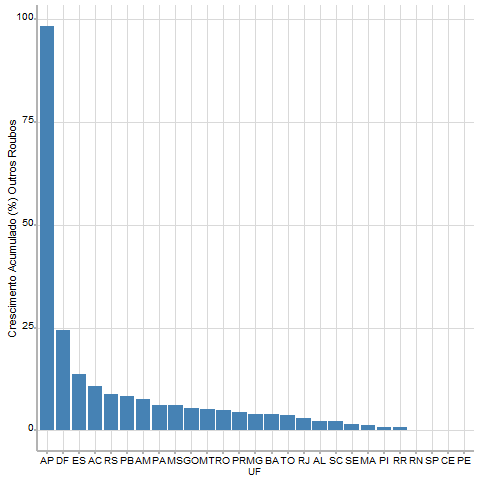 100
75
50
25
0
Crescimento Acumulado (%) Outros Roubos
AP DF ES AC RS PB AM PA MS GO MT RO PR MG BA TO RJ AL SC SE MA PI RR RN SP CE PE
UF